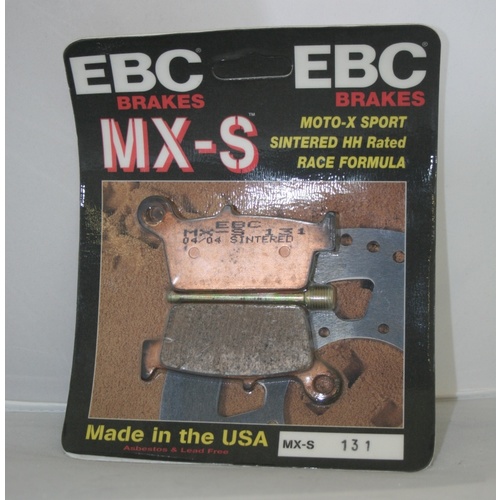 EBC EBC
BRAKES BRAKES
MX-S™
MOTO-X SPORT
SINTERED HH Rated
RACE FORMULA
EBC
MX-S 131
04/04 SINTERED
Made in the USA
Asbestos & Lead Free
MX-S 131